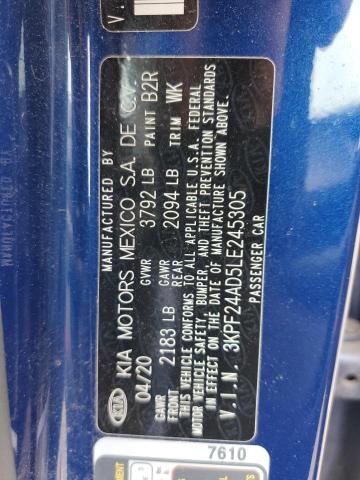 MANUFACTURED BY
KIA MOTORS MEXICO S.A. DE C.V.
04/20 GVWR 3792 LB PAINT B2R
GAWR FRONT 2183 LB GAWR REAR 2094 LB TRIM WK
THIS VEHICLE CONFORMS TO ALL APPLICABLE U.S.A. FEDERAL
MOTOR VEHICLE SAFETY, BUMPER, AND THEFT PREVENTION STANDARDS
IN EFFECT ON THE DATE OF MANUFACTURE SHOWN ABOVE.
V.I.N. 3KPF24AD5LE245305
PASSENGER CAR
KIA
7610